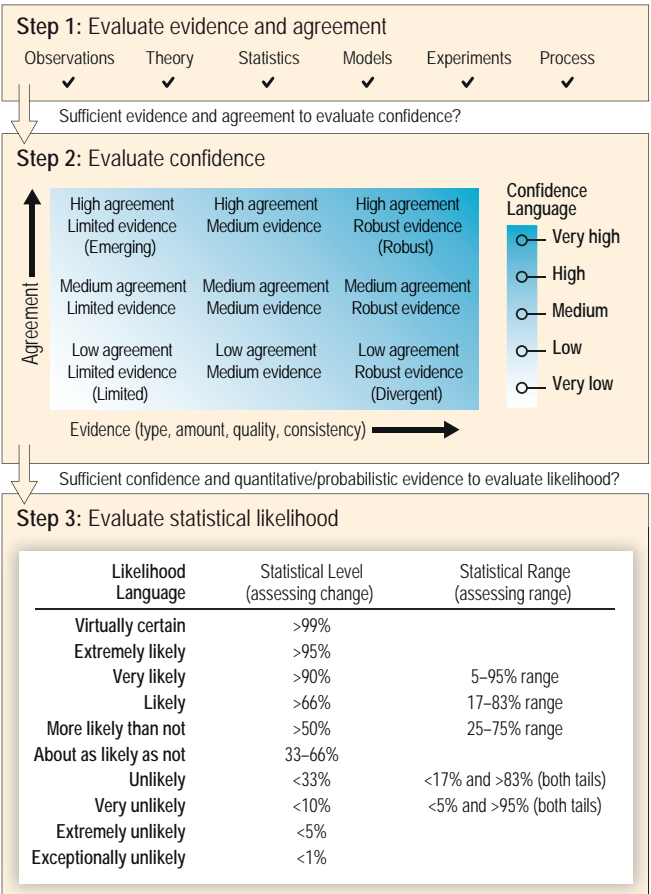 Step 1: Evaluate evidence and agreement
Observations Theory Statistics Models Experiments Process
Sufficient evidence and agreement to evaluate confidence?
Step 2: Evaluate confidence
Agreement
High agreement High agreement High agreement
Limited evidence Medium evidence Robust evidence
(Emerging) (Robust)
Medium agreement Medium agreement Medium agreement
Limited evidence Medium evidence Robust evidence
Low agreement Low agreement Low agreement
Limited evidence Medium evidence Robust evidence
(Limited) (Divergent)
Evidence (type, amount, quality, consistency)
Confidence
Language
Very high
High
Medium
Low
Very low
Sufficient confidence and quantitative/probabilistic evidence to evaluate likelihood?
Step 3: Evaluate statistical likelihood
Likelihood Statistical Level Statistical Range
Language (assessing change) (assessing range)
Virtually certain >99%
Extremely likely >95%
Very likely >90% 5–95% range
Likely >66% 17–83% range
More likely than not >50% 25–75% range
About as likely as not 33–66%
Unlikely <33% <17% and >83% (both tails)
Very unlikely <10% <5% and >95% (both tails)
Extremely unlikely <5%
Exceptionally unlikely <1%